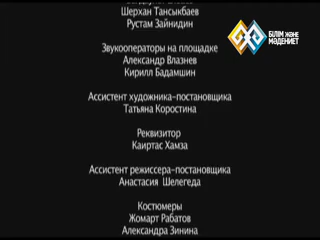 Шерхан Тансыкбаев
Рустам Зайнидин
БІЛІМ ЖӘНЕ
МӘДЕНИЕТ
Звукооператоры на площадке
Александр Влазнев
Кирилл Бадамшин
Ассистент художника-постановщика
Татьяна Коростина
Реквизитор
Каиртас Хамза
Ассистент режиссера-постановщика
Анастасия Шелегеда
Костюмеры
Жомарт Рабатов
Александра Зинина